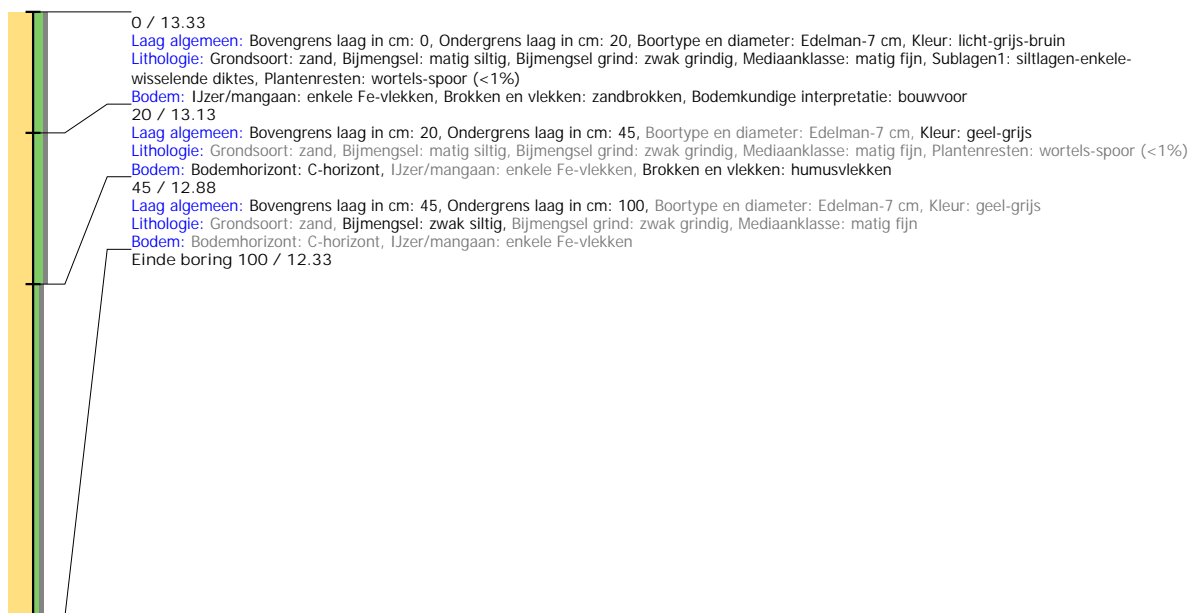 0 / 13.33
Laag algemeen: Bovengrens laag in cm: 0, Ondergrens laag in cm: 20, Boortype en diameter: Edelman-7 cm, Kleur: licht-grijs-bruin
Lithologie: Grondsoort: zand, Bijmengsel: matig siltig, Bijmengsel grind: zwak grindig, Mediaanklasse: matig fijn, Sublagen1: siltlagen-enkele-
wisselende diktes, Plantenresten: wortels-spoor (<1%)
Bodem: IJzer/mangaan: enkele Fe-vlekken, Brokken en vlekken: zandbrokken, Bodemkundige interpretatie: bouwvoor
20 / 13.13
Laag algemeen: Bovengrens laag in cm: 20, Ondergrens laag in cm: 45, Boortype en diameter: Edelman-7 cm, Kleur: geel-grijs
Lithologie: Grondsoort: zand, Bijmengsel: matig siltig, Bijmengsel grind: zwak grindig, Mediaanklasse: matig fijn, Plantenresten: wortels-spoor (<1%)
Bodem: Bodemhorizont: C-horizont, IJzer/mangaan: enkele Fe-vlekken, Brokken en vlekken: humusvlekken
45 / 12.88
Laag algemeen: Bovengrens laag in cm: 45, Ondergrens laag in cm: 100, Boortype en diameter: Edelman-7 cm, Kleur: geel-grijs
Lithologie: Grondsoort: zand, Bijmengsel: zwak siltig, Bijmengsel grind: zwak grindig, Mediaanklasse: matig fijn
Bodem: Bodemhorizont: C-horizont, IJzer/mangaan: enkele Fe-vlekken
Einde boring 100 / 12.33